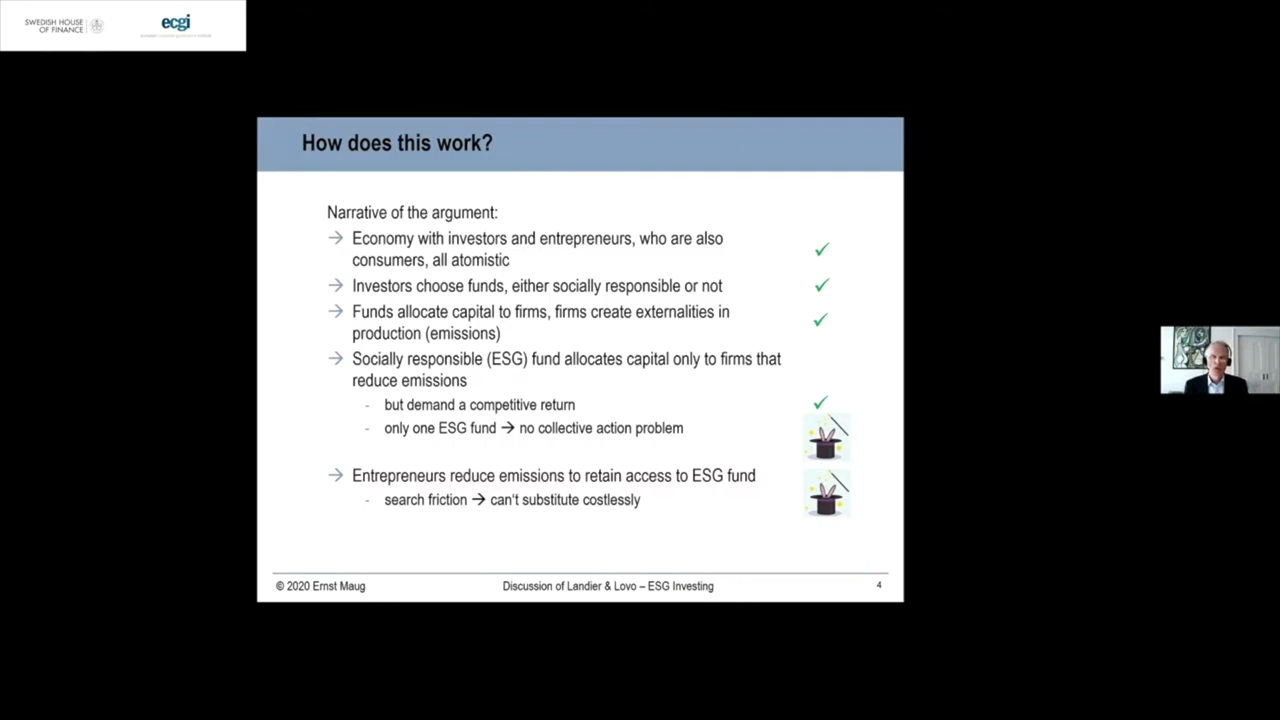 SWEDISH HOUSE
OF FINANCE
ecgi
How does this work?
Narrative of the argument:
→ Economy with investors and entrepreneurs, who are also
consumers, all atomistic
→ Investors choose funds, either socially responsible or not
→ Funds allocate capital to firms, firms create externalities in
production (emissions)
→ Socially responsible (ESG) fund allocates capital only to firms that
reduce emissions
- but demand a competitive return
- only one ESG fund → no collective action problem
→ Entrepreneurs reduce emissions to retain access to ESG fund
- search friction → can't substitute costlessly
© 2020 Ernst Maug
Discussion of Landier & Lovo – ESG Investing
4